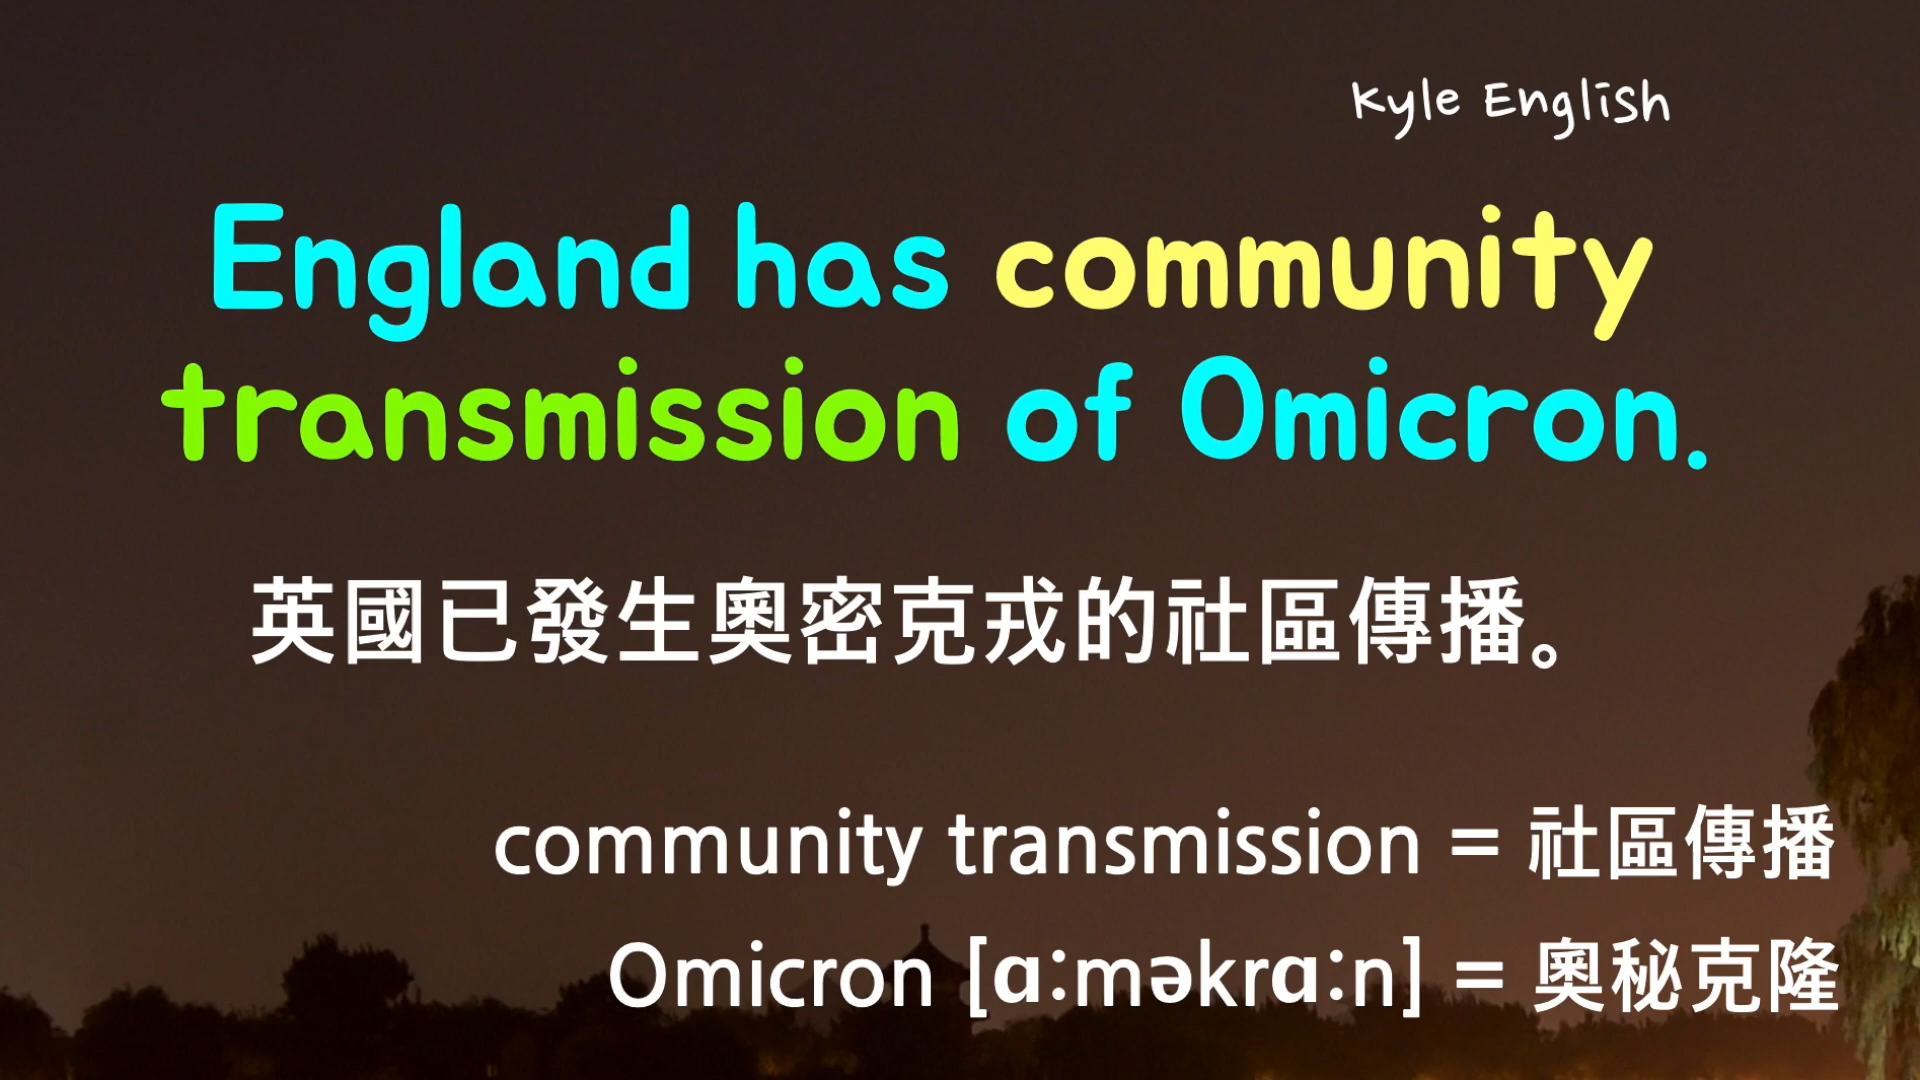 Kyle English
England has community
transmission of Omicron.
英國已發生奧密克戎的社區傳播。
community transmission = 社區傳播
Omicron [ɑ:məkrɑ:n] = 奧秘克隆